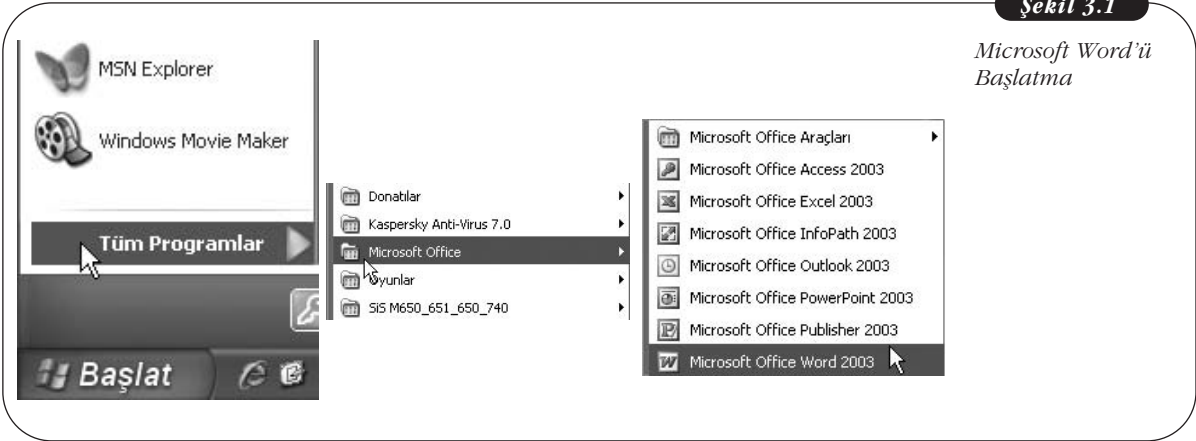 Şekil 3.1
Microsoft Word'ü
Başlatma
MSN Explorer
Windows Movie Maker
Tüm Programlar
Başlat
Donatılar
Kaspersky Anti-Virus 7.0
Microsoft Office
Oyunlar
SiS M650_651_650_740
Microsoft Office Araçları
Microsoft Office Access 2003
Microsoft Office Excel 2003
Microsoft Office InfoPath 2003
Microsoft Office Outlook 2003
Microsoft Office PowerPoint 2003
Microsoft Office Publisher 2003
Microsoft Office Word 2003